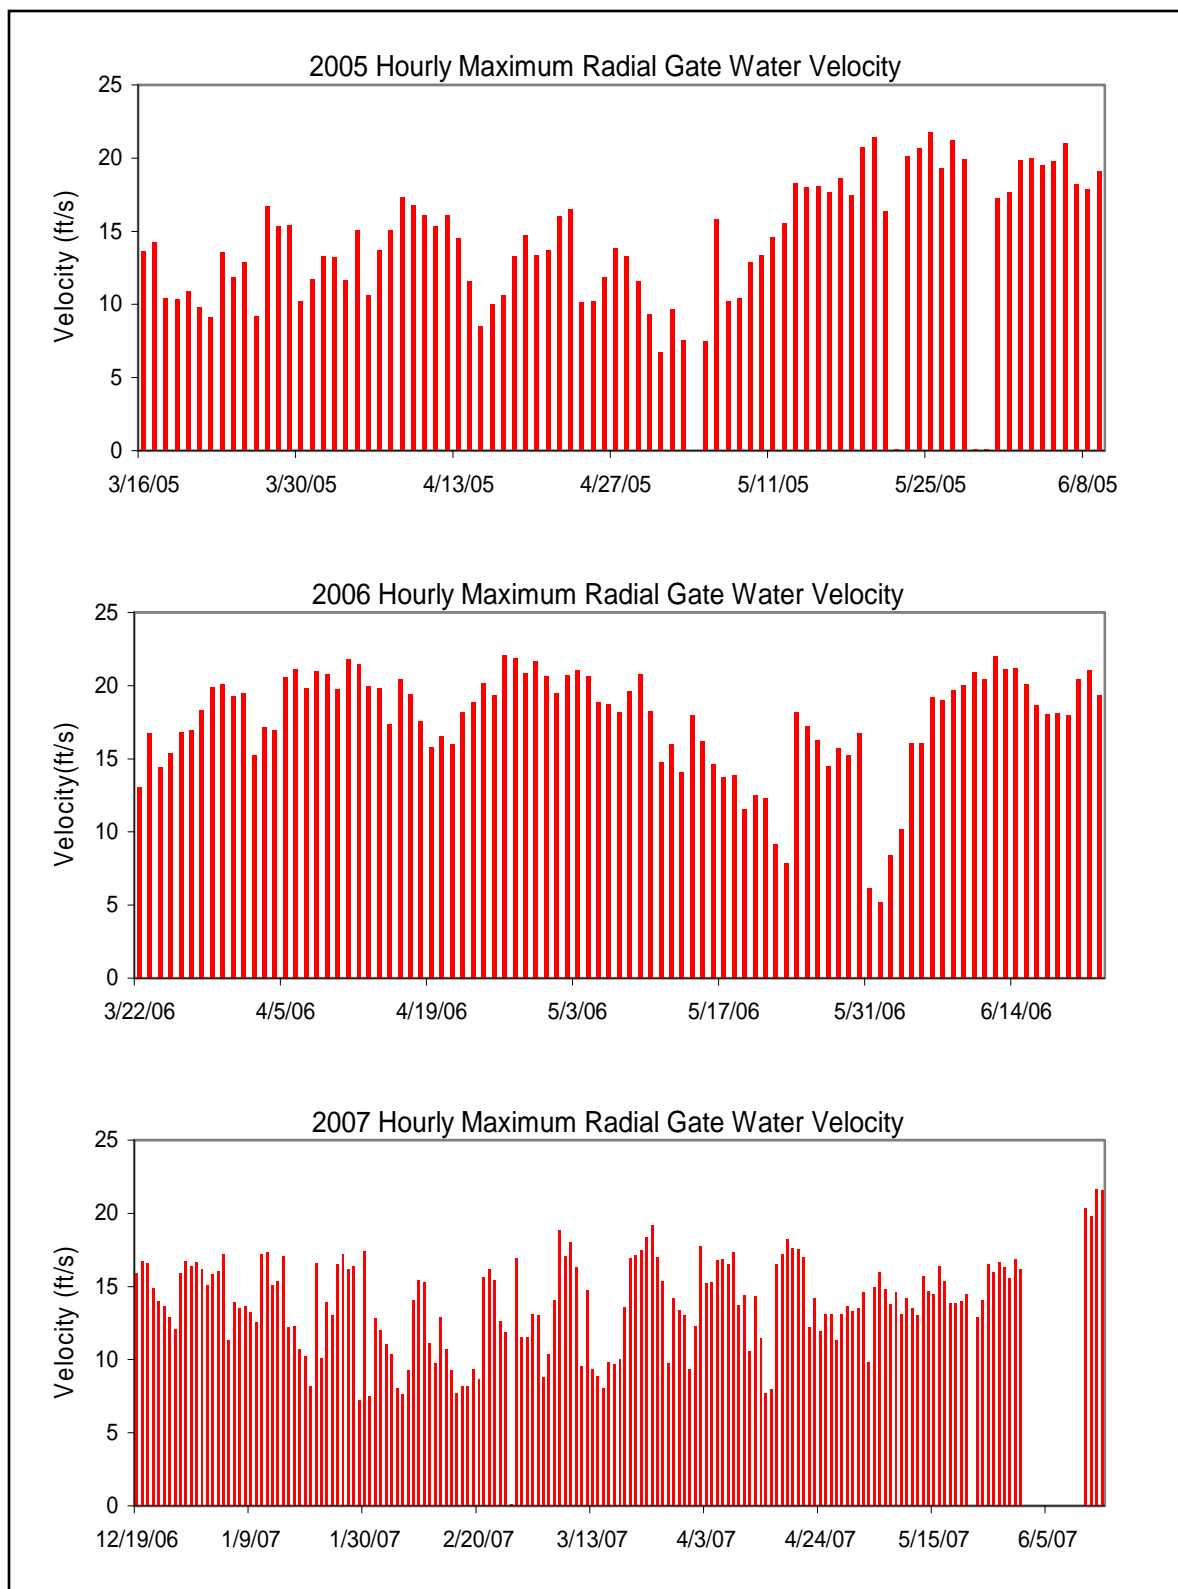 2005 Hourly Maximum Radial Gate Water Velocity
25
20
15
10
5
0
Velocity (ft/s)
3/16/05 3/30/05 4/13/05 4/27/05 5/11/05 5/25/05 6/8/05
2006 Hourly Maximum Radial Gate Water Velocity
25
20
15
10
5
0
Velocity(ft/s)
3/22/06 4/5/06 4/19/06 5/3/06 5/17/06 5/31/06 6/14/06
2007 Hourly Maximum Radial Gate Water Velocity
25
20
15
10
5
0
Velocity (ft/s)
12/19/06 1/9/07 1/30/07 2/20/07 3/13/07 4/3/07 4/24/07 5/15/07 6/5/07